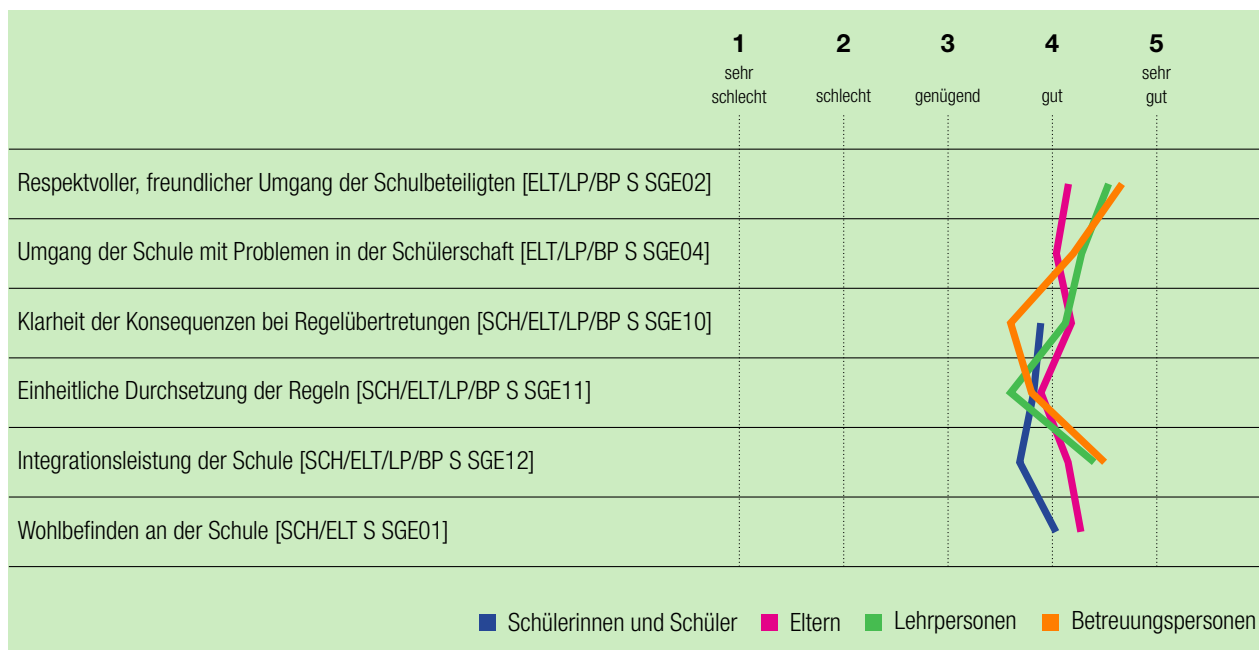 1 2 3 4 5
sehr schlecht schlecht genügend gut sehr gut
Respektvoller, freundlicher Umgang der Schulbeteiligten [ELT/LP/BP S SGE02]
Umgang der Schule mit Problemen in der Schülerschaft [ELT/LP/BP S SGE04]
Klarheit der Konsequenzen bei Regelübertretungen [SCH/ELT/LP/BP S SGE10]
Einheitliche Durchsetzung der Regeln [SCH/ELT/LP/BP S SGE11]
Integrationsleistung der Schule [SCH/ELT/LP/BP S SGE12]
Wohlbefinden an der Schule [SCH/ELT S SGE01]
Schülerinnen und Schüler Eltern Lehrpersonen Betreuungspersonen